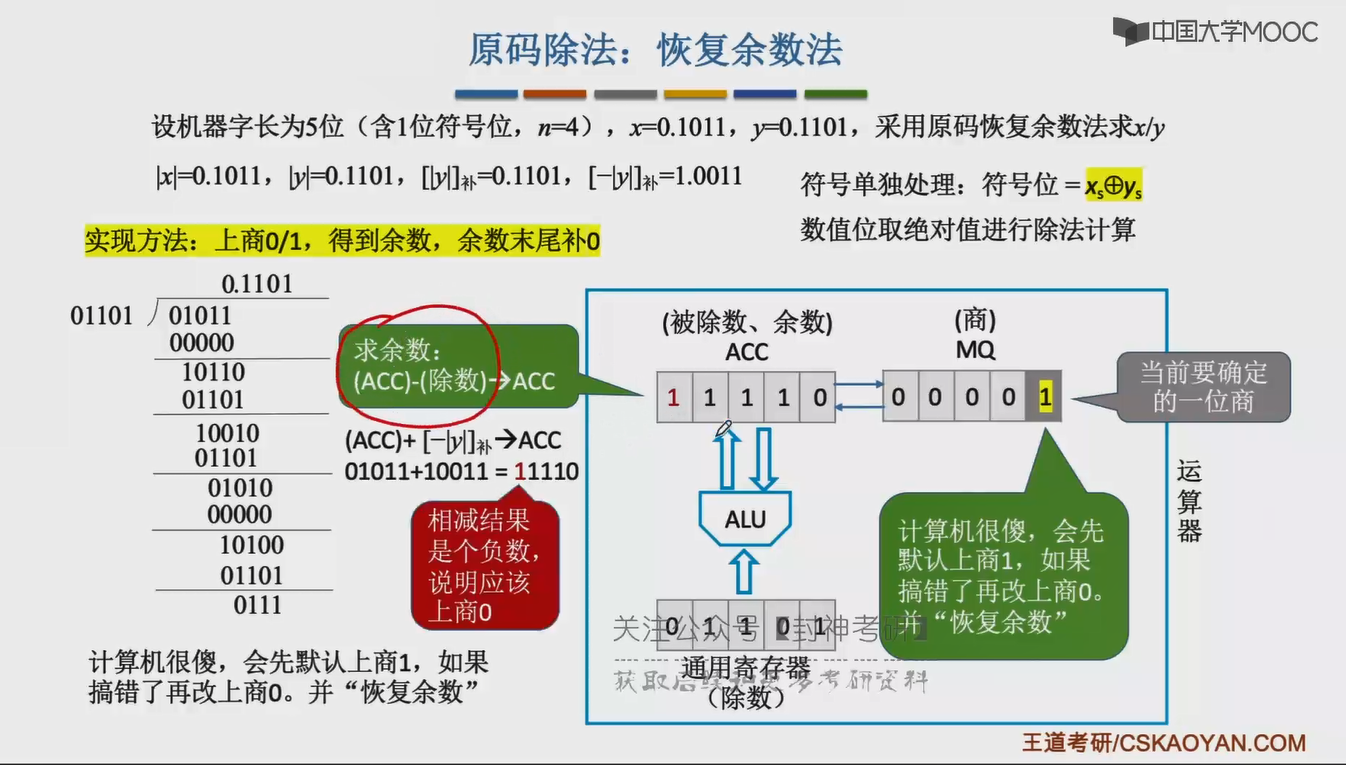 中国大学MOOC
原码除法：恢复余数法
设机器字长为5位（含1位符号位，n=4），x=0.1011，y=0.1101，采用原码恢复余数法求x/y
|x|=0.1011，|y|=0.1101，[|y|]补=0.1101，[−|y|]补=1.0011
符号单独处理：符号位 = xs⊕ys
数值位取绝对值进行除法计算
实现方法：上商0/1，得到余数，余数末尾补0
0.1101
01101
01011
00000
10110
01101
10010
01101
01010
00000
10100
01101
0111
求余数：
(ACC)-(除数)→ACC
(ACC)+ [−|y|]补→ACC
01011+10011 = 11110
相减结果
是个负数，
说明应该
上商0
计算机很傻，会先默认上商1，如果
搞错了再改上商0。并“恢复余数”
(被除数、余数)
ACC
1 1 1 1 0
(商)
MQ
0 0 0 0 1
当前要确定
的一位商
ALU
计算机很傻，会先
默认上商1，如果
搞错了再改上商0。
并“恢复余数”
运算器
0 1 1 0 1
关注公众号【封神考研】
通用寄存器
（除数）
王道考研/CSKAOYAN.COM